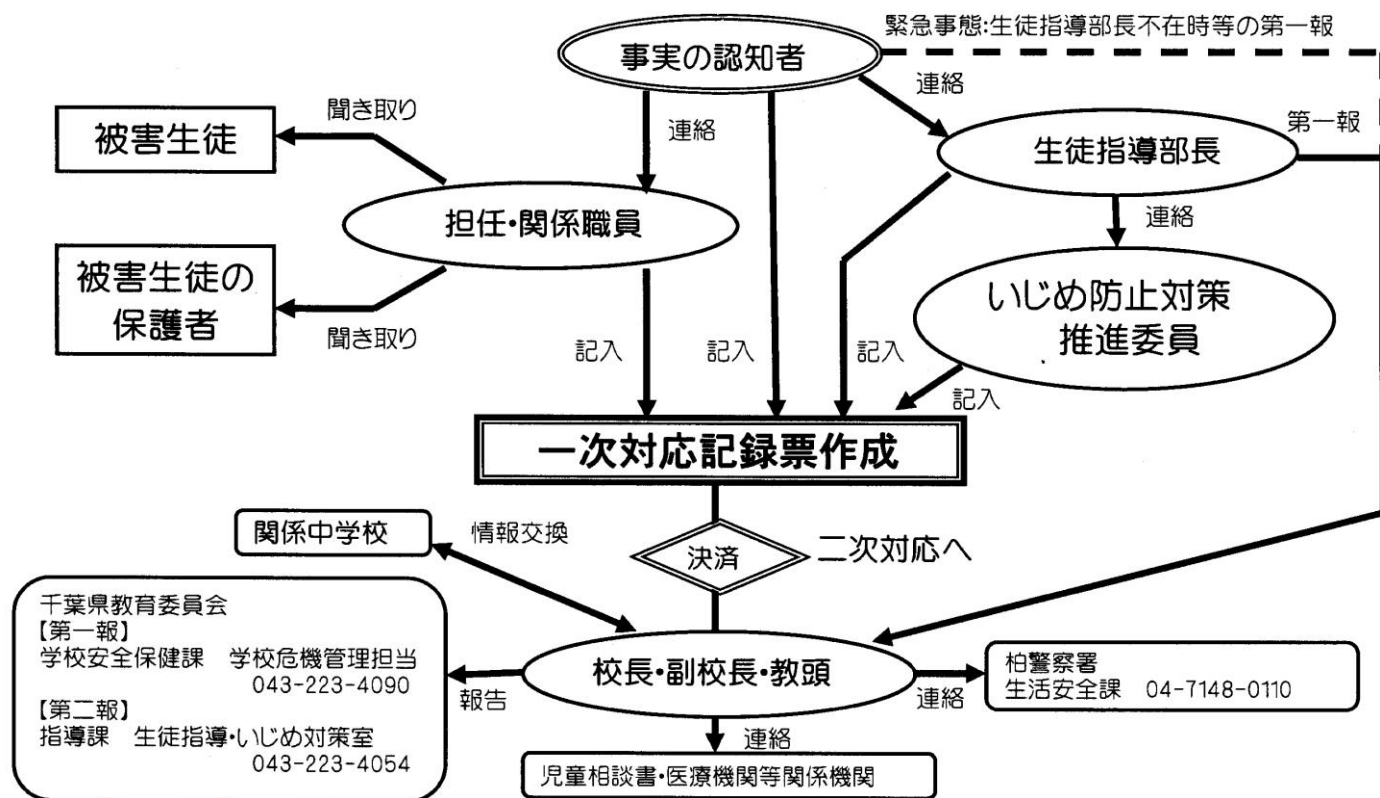 緊急事態:生徒指導部長不在時等の第一報
事実の認知者
連絡
聞き取り
連絡
第一報
被害生徒
生徒指導部長
担任・関係職員
連絡
被害生徒の
保護者
いじめ防止対策
推進委員
聞き取り
記入
記入
記入
記入
一次対応記録票作成
関係中学校
情報交換
決済
二次対応へ
千葉県教育委員会
【第一報】
学校安全保健課 学校危機管理担当
043-223-4090
【第二報】
指導課 生徒指導・いじめ対策室
043-223-4054
報告
校長・副校長・教頭
連絡
柏警察署
生活安全課 04-7148-0110
連絡
児童相談書・医療機関等関係機関